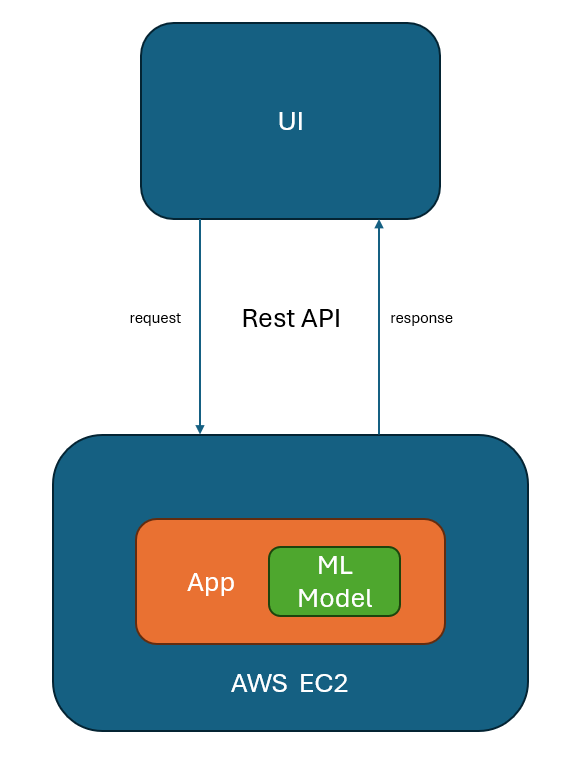 UI
request
Rest API
response
App
ML
Model
AWS  EC2